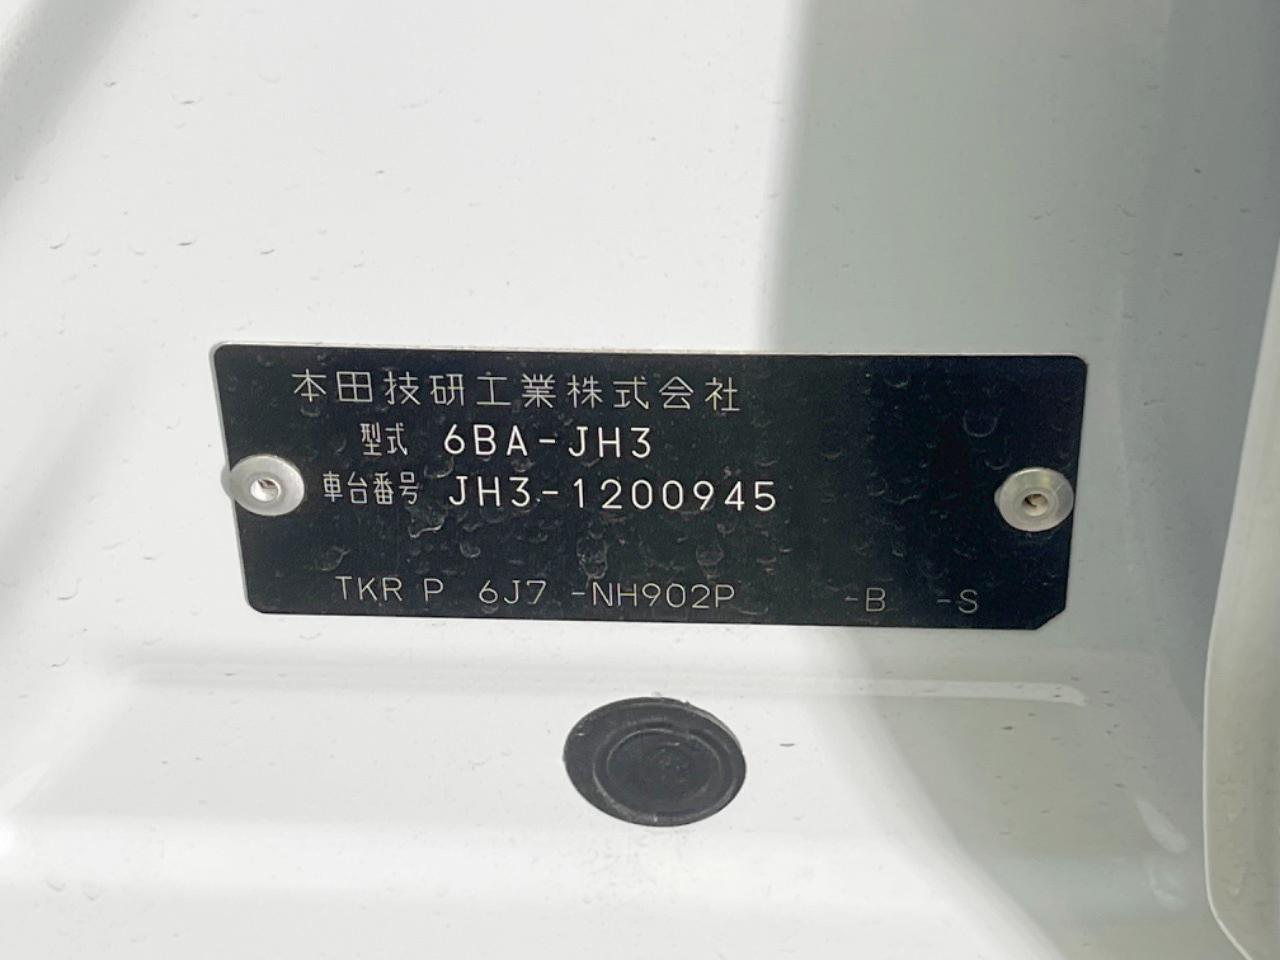 本田技研工業株式会社
型式 6BA-JH3
車台番号 JH3-1200945
TKR P 6J7 -NH902P -B -S